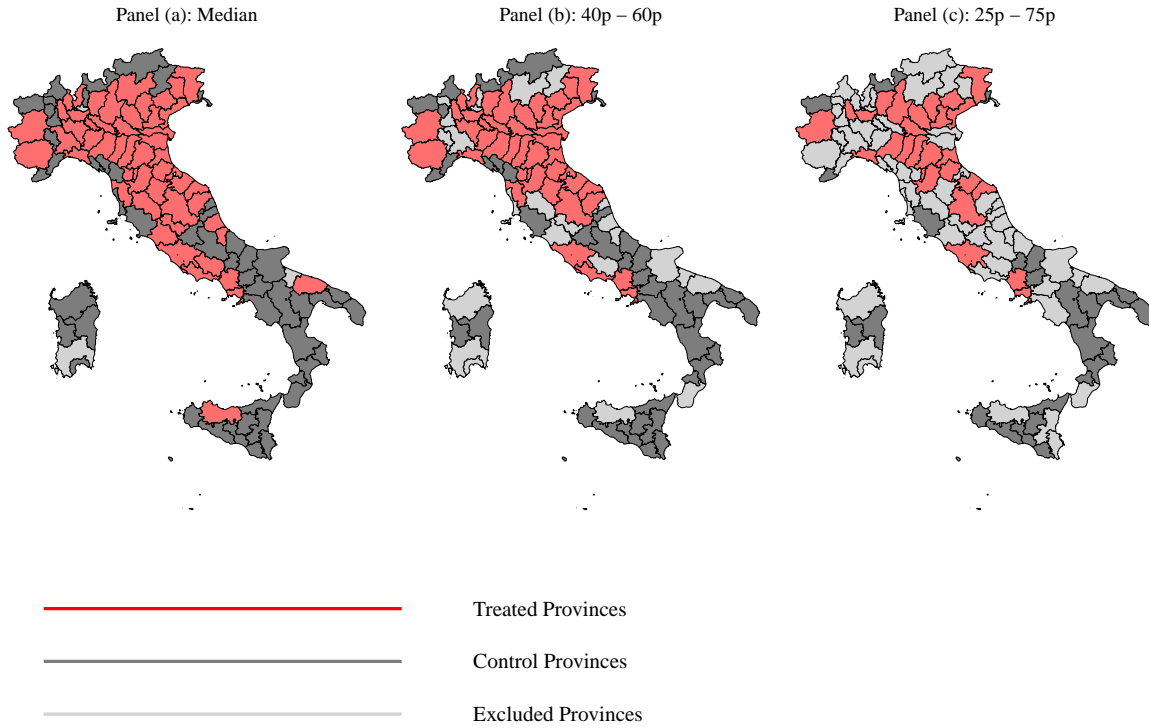 Panel (a): Median
Panel (b): 40p – 60p
Panel (c): 25p – 75p
Treated Provinces
Control Provinces
Excluded Provinces